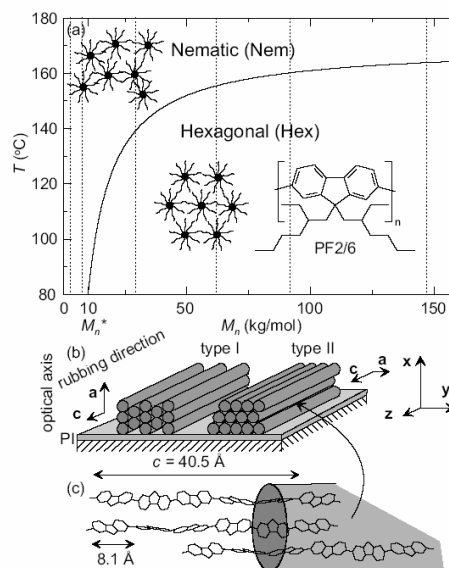 (a)
Nematic (Nem)
Hexagonal (Hex)
n
PF2/6
T (°C)
180
160
140
120
100
80
0 10 50 100 150
Mn* Mn (kg/mol)
(b)
optical axis
rubbing direction
type I type II
a
c
a
c
x
y
z
PI
c = 40.5 Å
(c)
8.1 Å